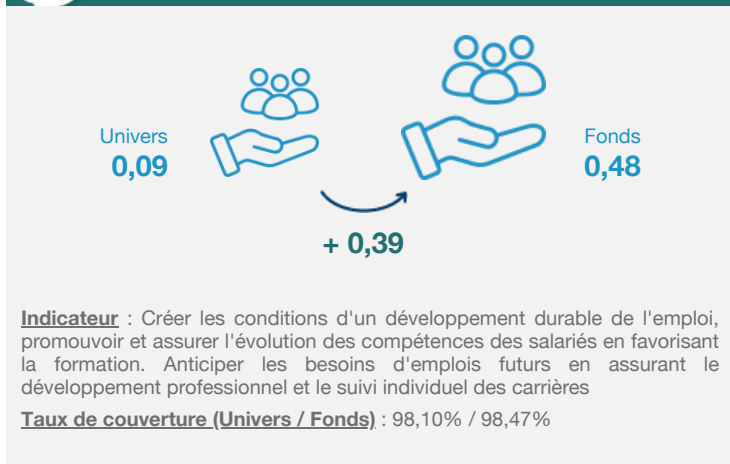 Univers
0,09
Fonds
0,48
+ 0,39
Indicateur : Créer les conditions d'un développement durable de l'emploi,
promouvoir et assurer l'évolution des compétences des salariés en favorisant
la formation. Anticiper les besoins d'emplois futurs en assurant le
développement professionnel et le suivi individuel des carrières
Taux de couverture (Univers / Fonds) : 98,10% / 98,47%